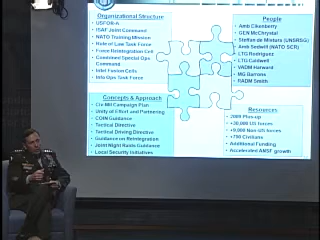 Organizational Structure
• USFOR-A
• ISAF Joint Command
• NATO Training Mission
• Rule of Law Task Force
• Force Reintegration Cell
• Combined Special Ops
Command
• Intel Fusion Cells
• Info Ops Task Force
People
• Amb Eikenberry
• GEN McChrystal
• Steffan de Mistura (UNSRSG)
• Amb Sedwill (NATO SCR)
• LTG Rodriguez
• LTG Caldwell
• VADM Harward
• MG Barrons
• RADM Smith
Concepts & Approach
• Civ-Mil Campaign Plan
• Unity of Effort and Partnering
• COIN Guidance
• Tactical Directive
• Tactical Driving Directive
• Guidance on Reintegration
• Joint Night Raids Guidance
• Local Security Initiatives
Resources
• 2009 Plus-up
• +30,000 US forces
• +9,000 Non-US forces
• Civilians
• Additional Funding
• Accelerated ANSF growth